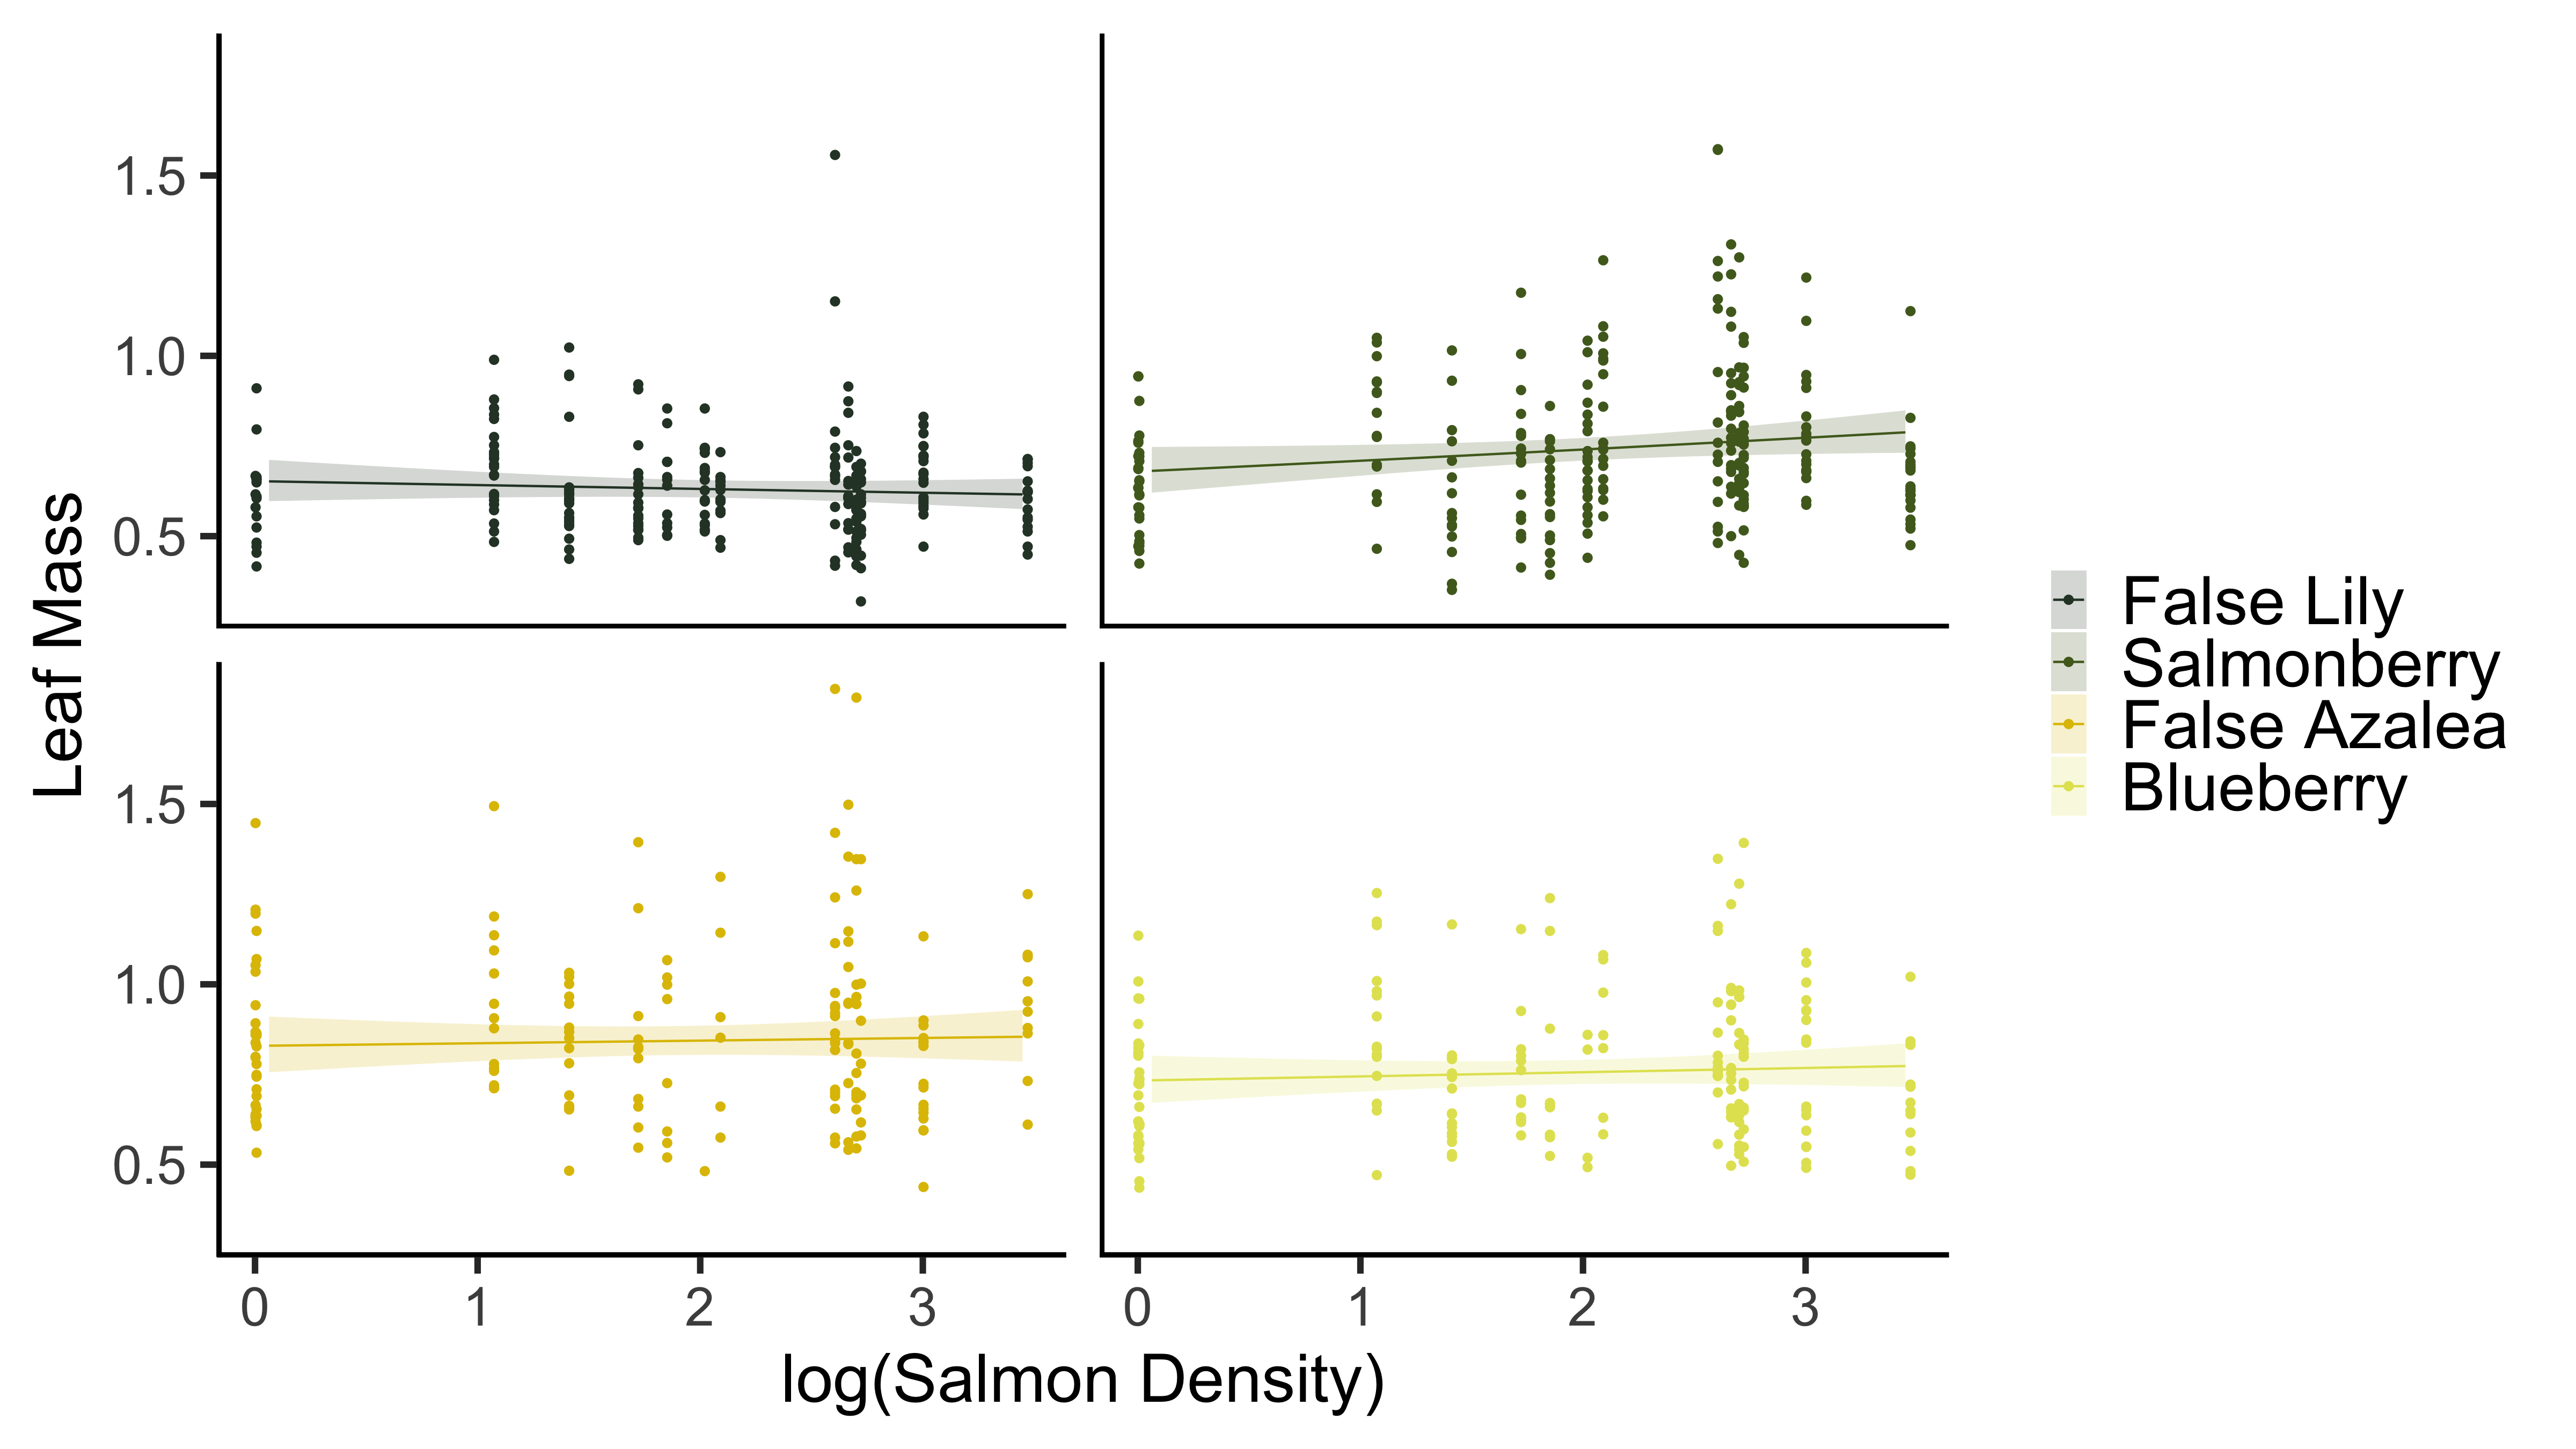 Leaf Mass
1.5
1.0
0.5
1.5
1.0
0.5
0 1 2 3
0 1 2 3
log(Salmon Density)
False Lily
Salmonberry
False Azalea
Blueberry